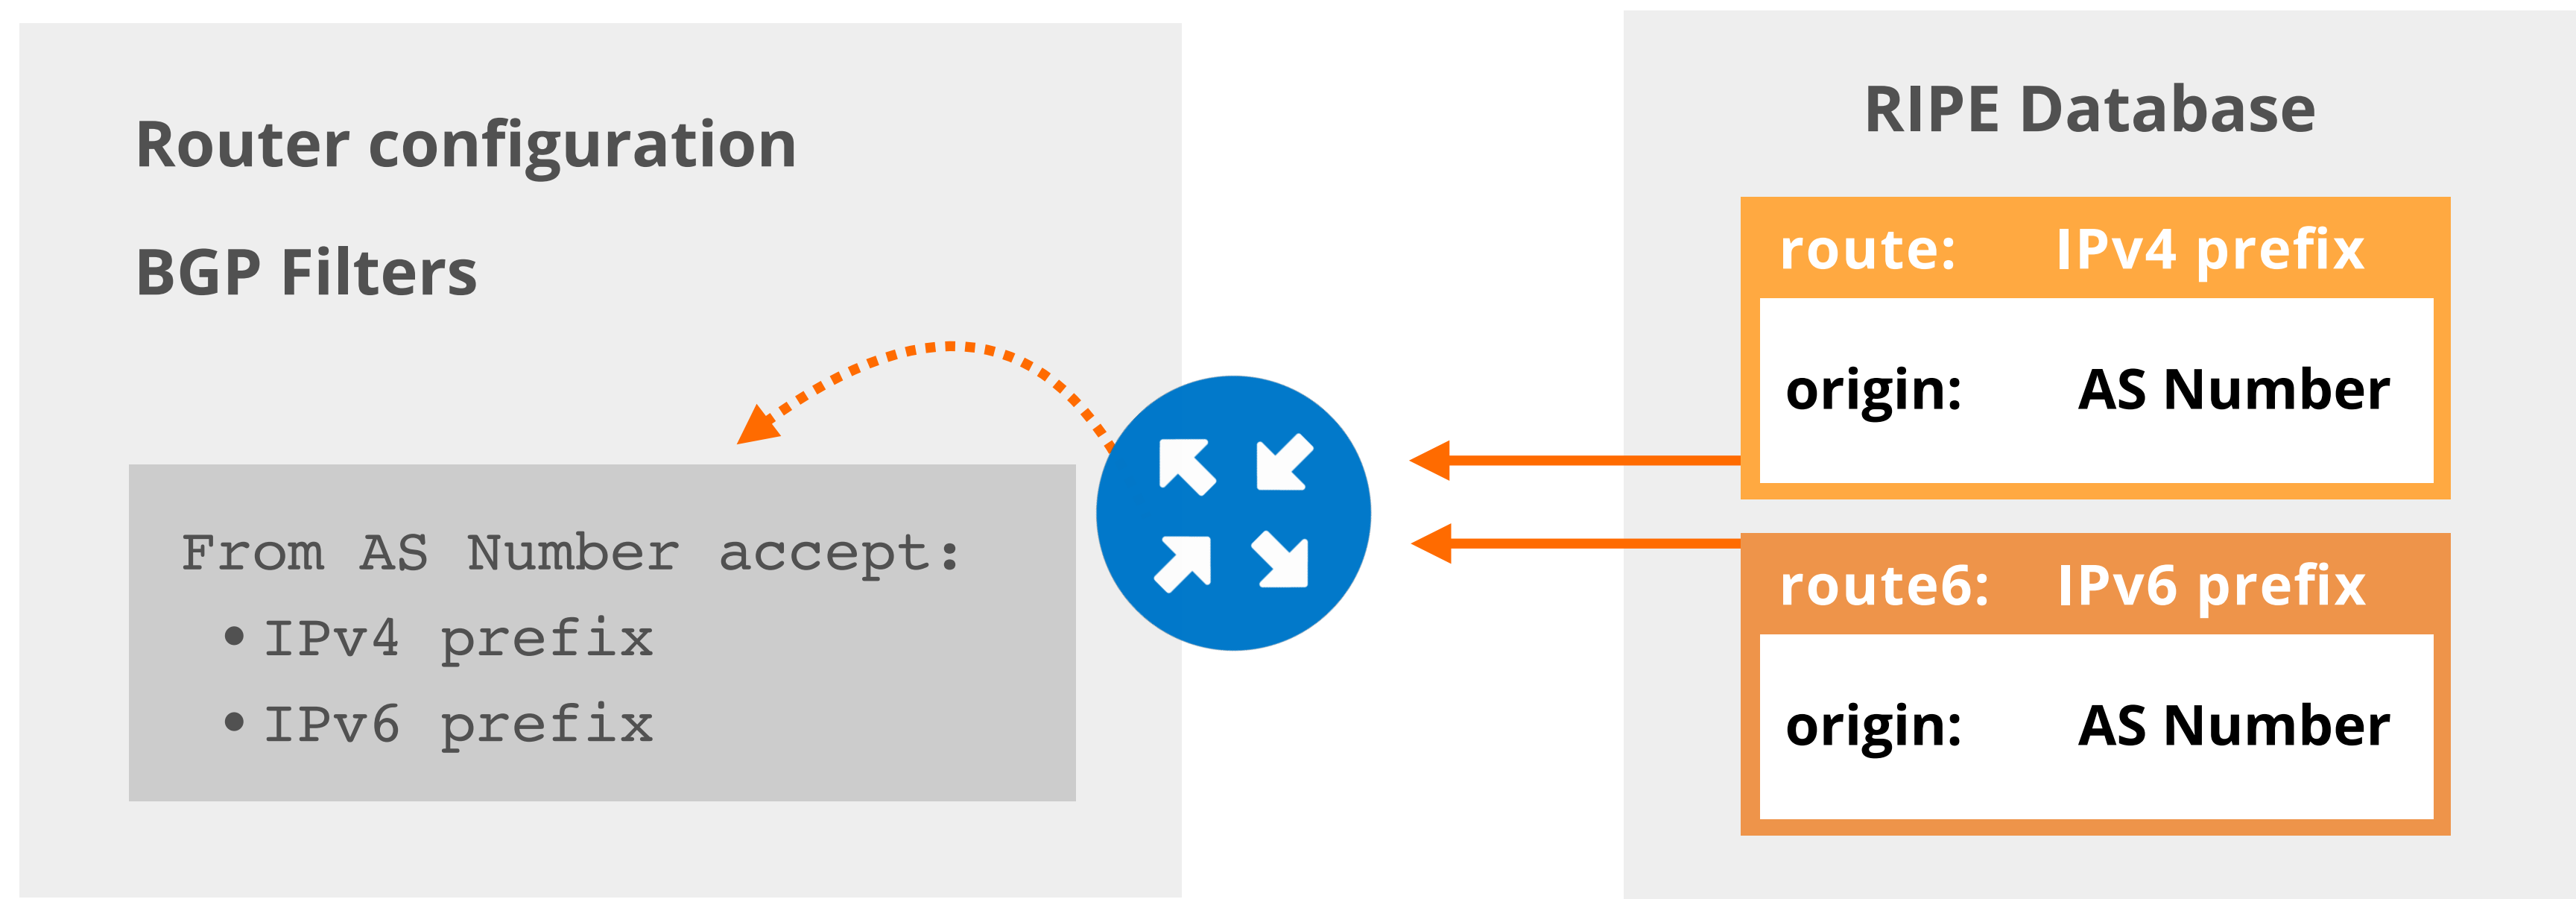 Router configuration
BGP Filters
From AS Number accept:
• IPv4 prefix
• IPv6 prefix
RIPE Database
route: IPv4 prefix
origin: AS Number
route6: IPv6 prefix
origin: AS Number